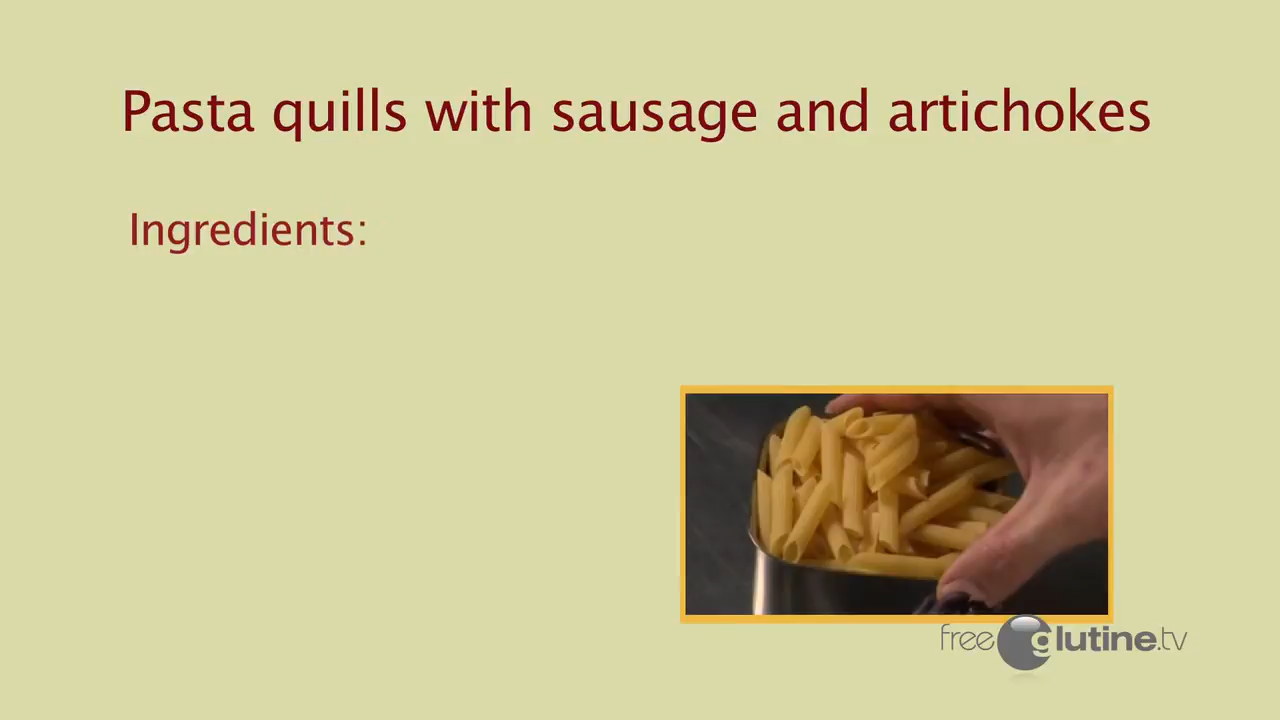 Pasta quills with sausage and artichokes
Ingredients:
freeglutine.tv